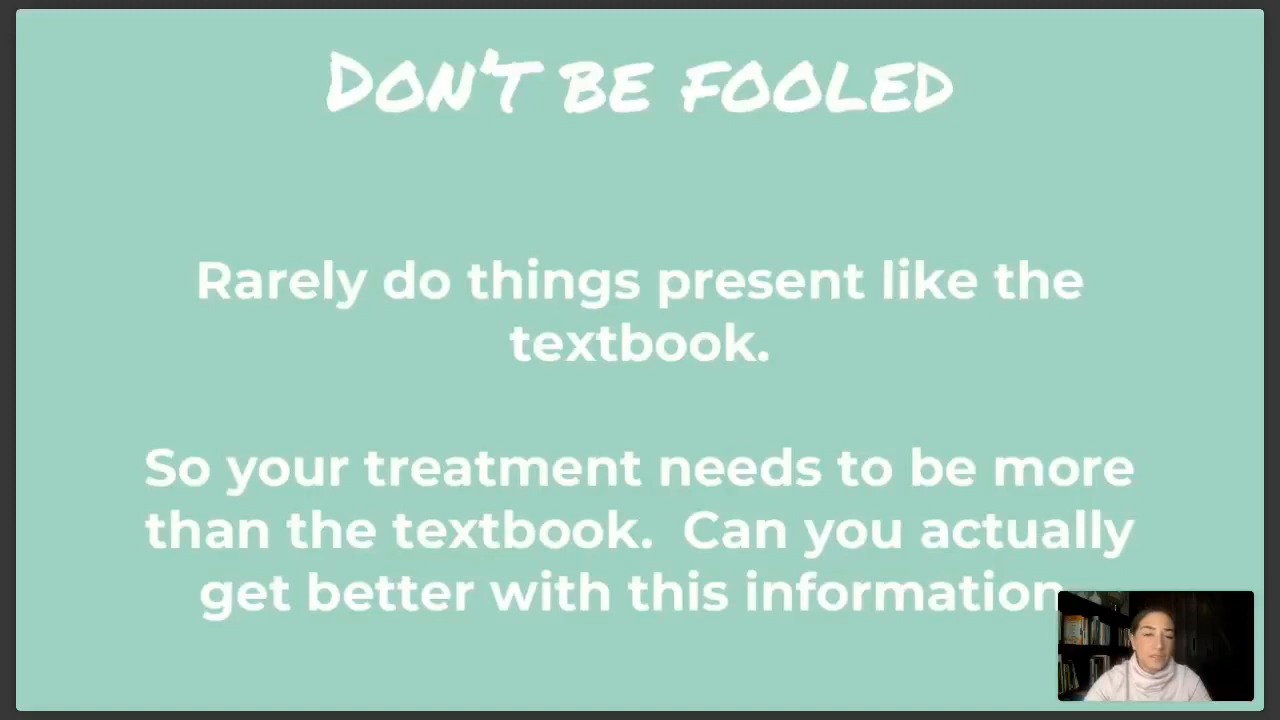 DON'T BE FOOLED
Rarely do things present like the
textbook.
So your treatment needs to be more
than the textbook.  Can you actually
get better with this information